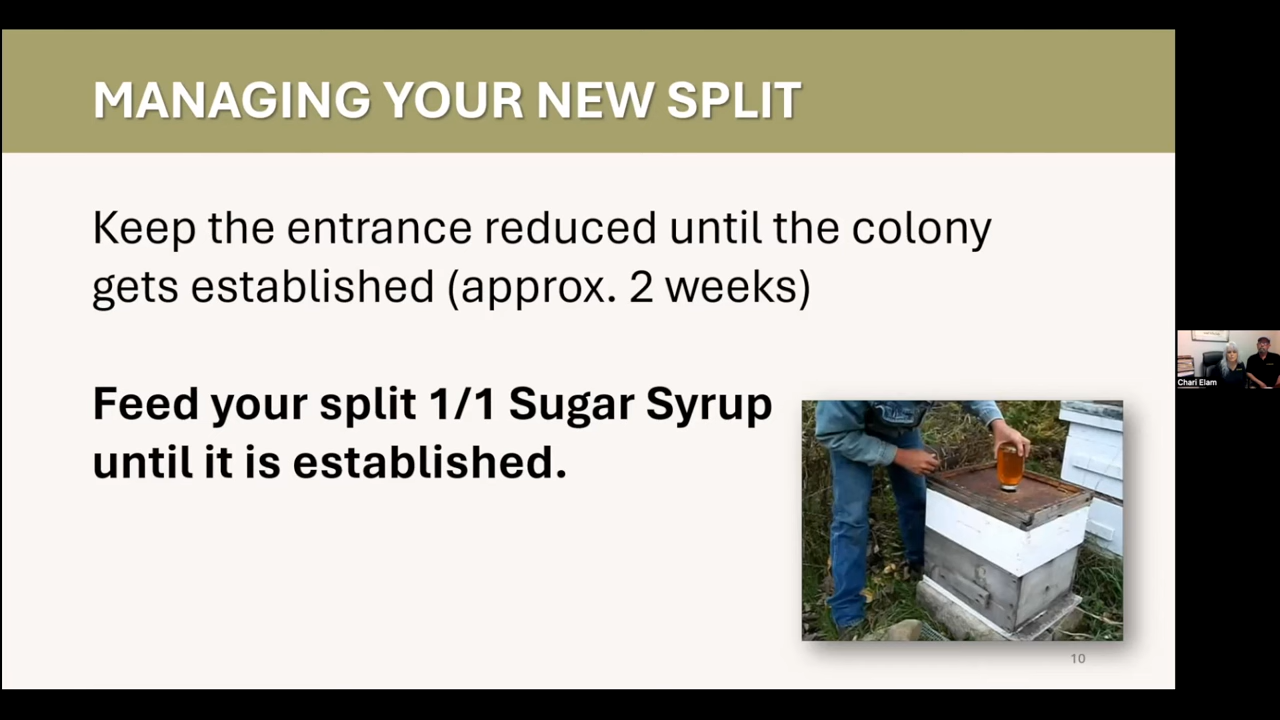 MANAGING YOUR NEW SPLIT
Keep the entrance reduced until the colony
gets established (approx. 2 weeks)
Feed your split 1/1 Sugar Syrup
until it is established.
10
Chari Elam